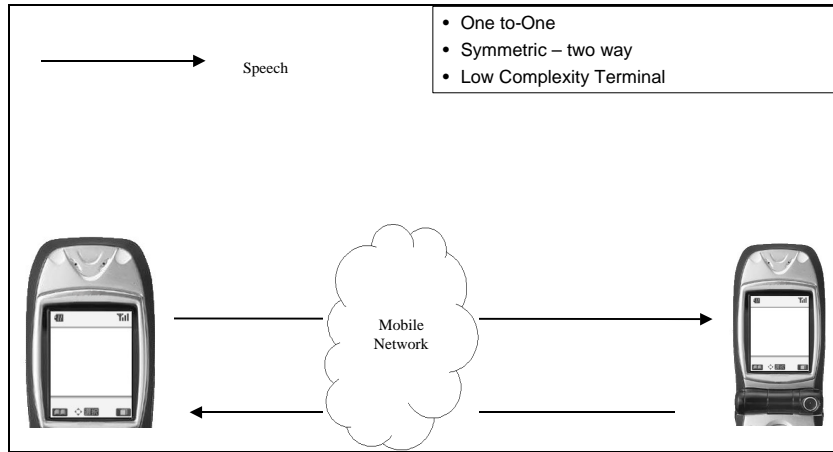 • One to-One
• Symmetric – two way
• Low Complexity Terminal
Speech
Mobile
Network